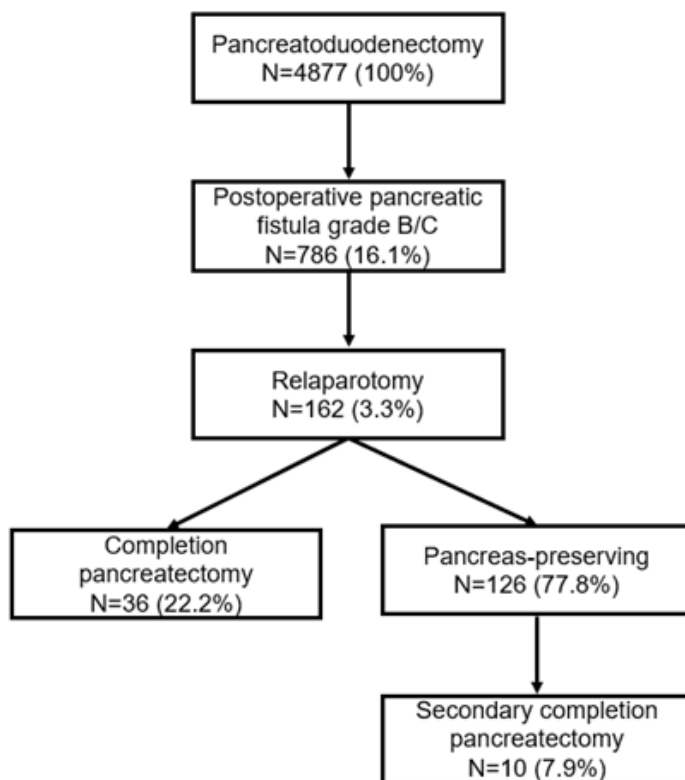 Pancreatoduodenectomy
N=4877 (100%)
Postoperative pancreatic
fistula grade B/C
N=786 (16.1%)
Relaparotomy
N=162 (3.3%)
Completion
pancreatectomy
N=36 (22.2%)
Pancreas-preserving
N=126 (77.8%)
Secondary completion
pancreatectomy
N=10 (7.9%)